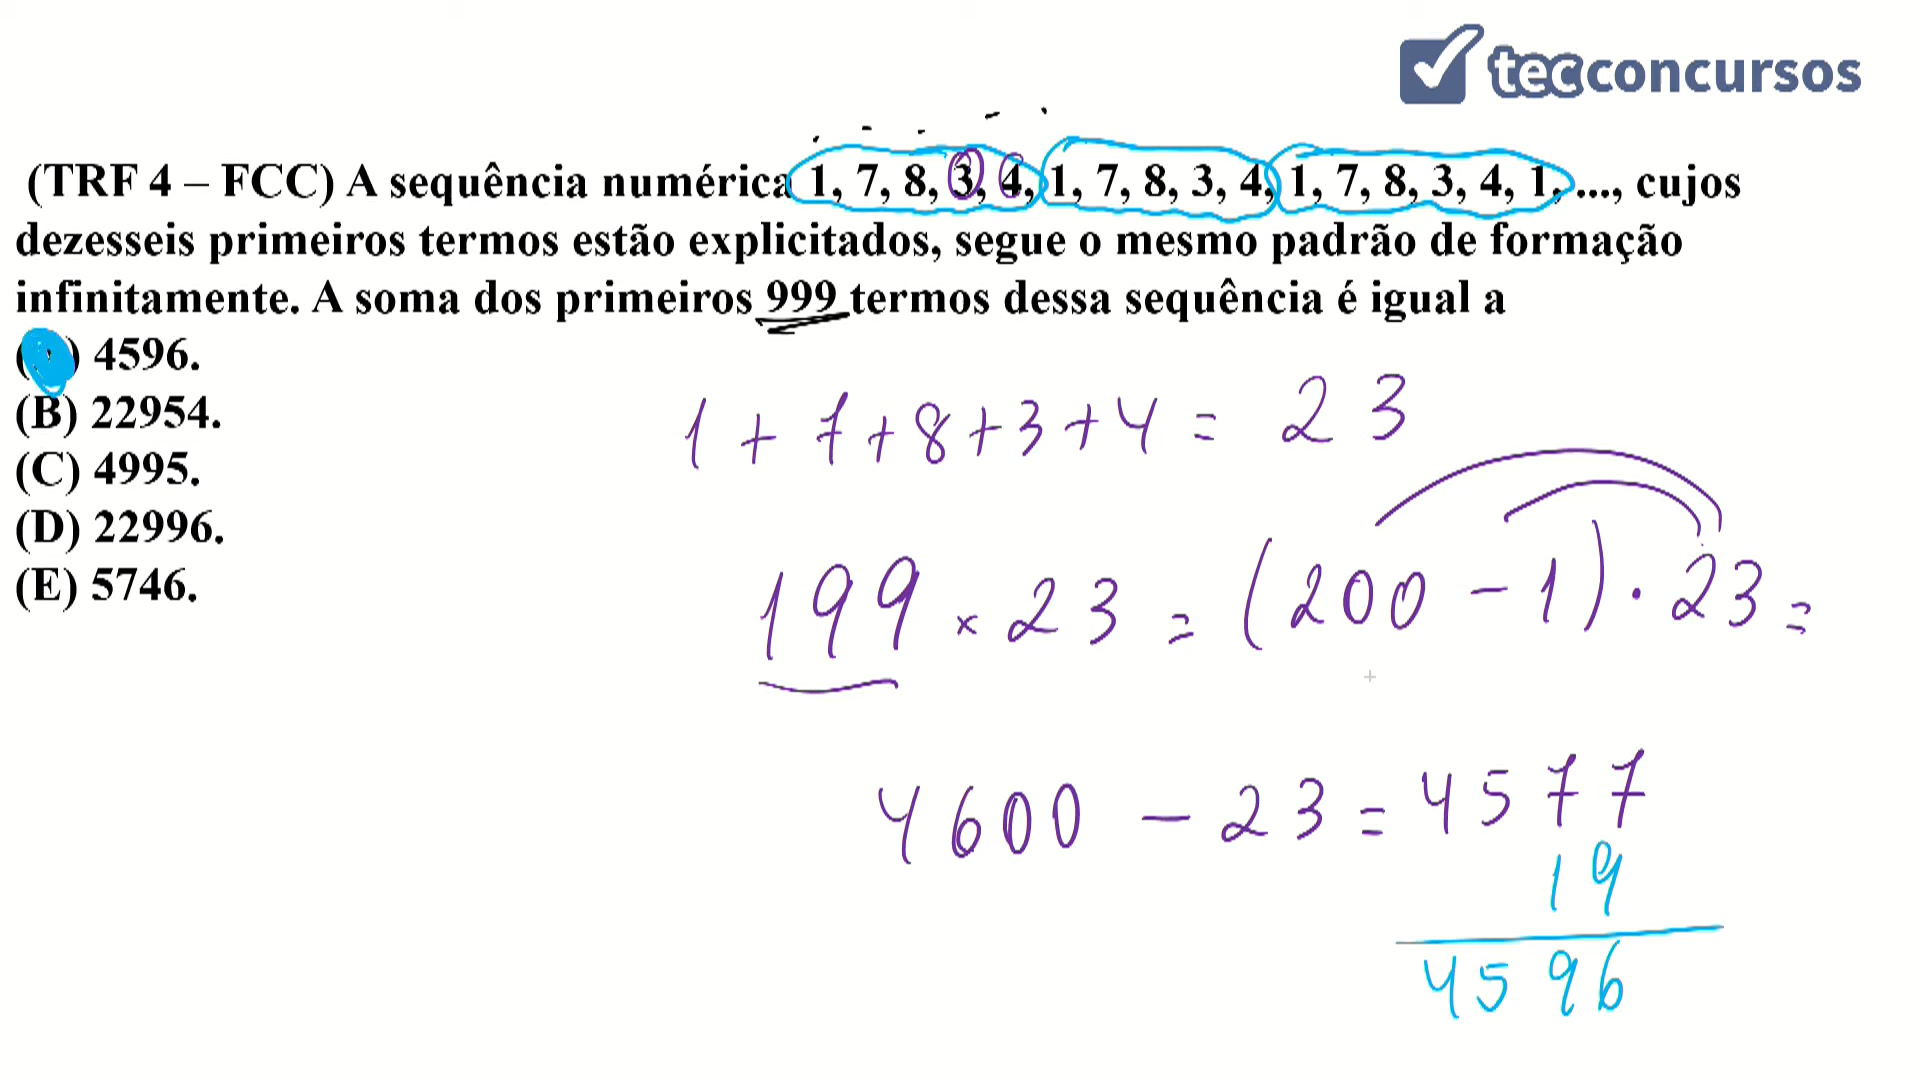 tecconcursos
(TRF 4 – FCC) A sequência numérica 1, 7, 8, 3, 4, 1, 7, 8, 3, 4, 1, 7, 8, 3, 4, 1, ..., cujos
dezesseis primeiros termos estão explicitados, segue o mesmo padrão de formação
infinitamente. A soma dos primeiros 999 termos dessa sequência é igual a
( ) 4596.
(B) 22954.
(C) 4995.
(D) 22996.
(E) 5746.
1 + 7 + 8 + 3 + 4 = 23
199 × 23 = (200 - 1) · 23 =
4600 - 23 = 4577
19
4596